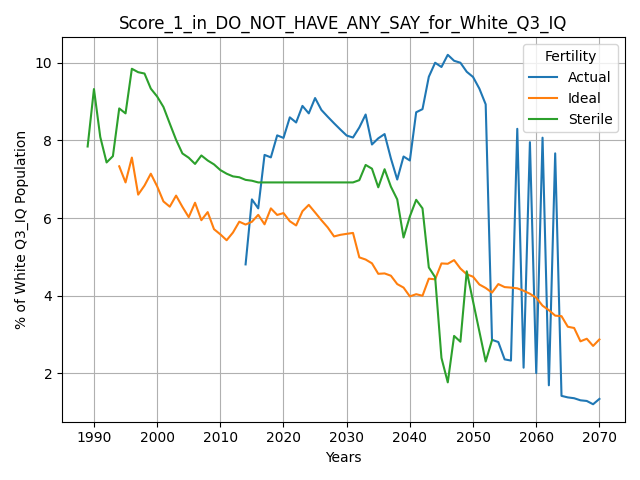 Score_1_in_DO_NOT_HAVE_ANY_SAY_for_White_Q3_IQ
Fertility
Actual
Ideal
Sterile
% of White Q3_IQ Population
10
8
6
4
2
1990 2000 2010 2020 2030 2040 2050 2060 2070
Years